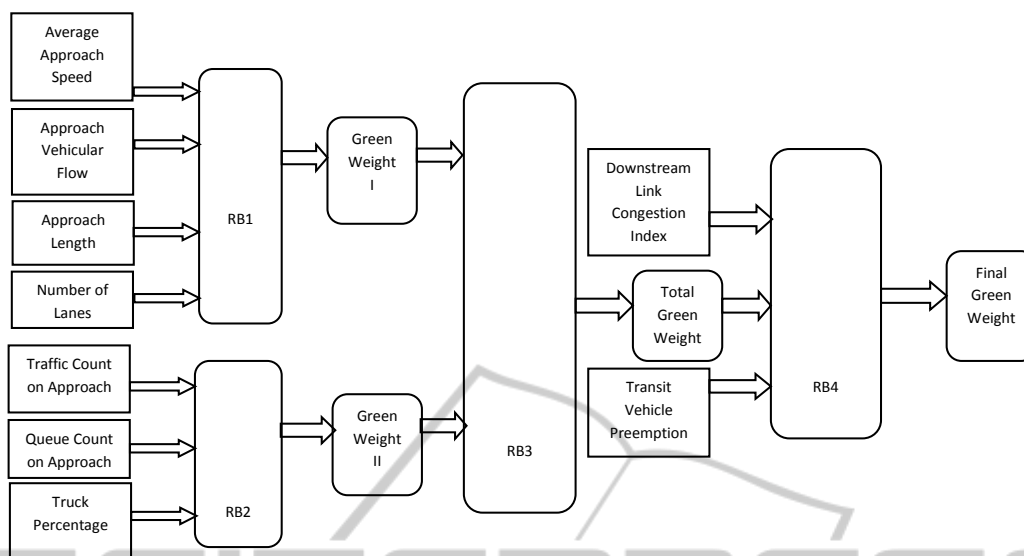 Average
Approach
Speed
Approach
Vehicular
Flow
Approach
Length
Number of
Lanes
RB1
Green
Weight
I
Traffic Count
on Approach
Queue Count
on Approach
Truck
Percentage
RB2
Green
Weight
II
RB3
Downstream
Link
Congestion
Index
Total
Green
Weight
Transit
Vehicle
Preemption
RB4
Final
Green
Weight